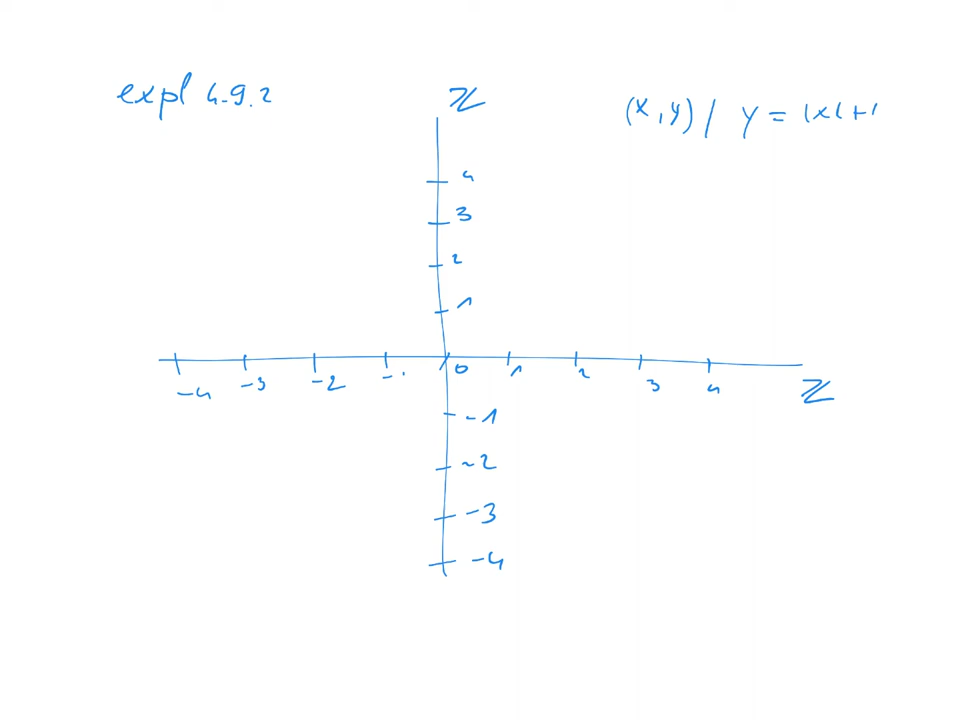 expl 4.9.2
ℤ
(x,y) / y = |x|+1
4
3
2
1
-4 -3 -2 -1 0 1 2 3 4
ℤ
-1
-2
-3
-4